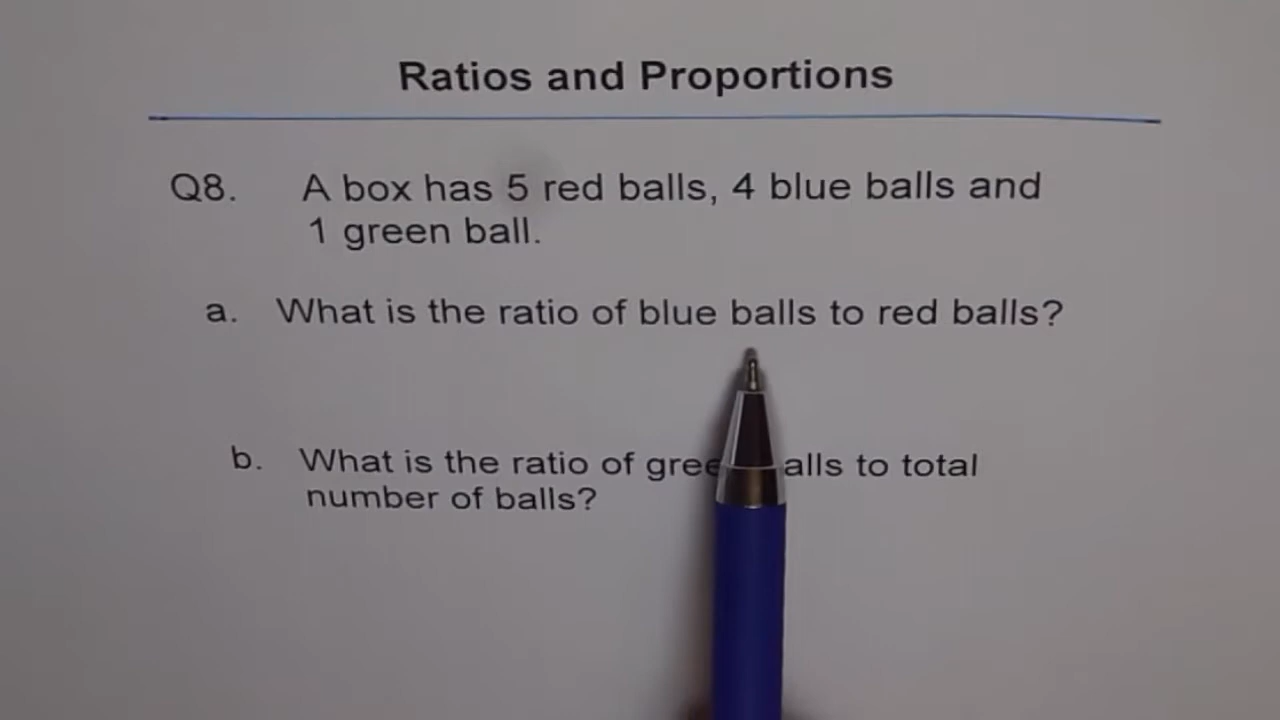 Ratios and Proportions
Q8. A box has 5 red balls, 4 blue balls and
1 green ball.
a. What is the ratio of blue balls to red balls?
b. What is the ratio of to total
number of balls?